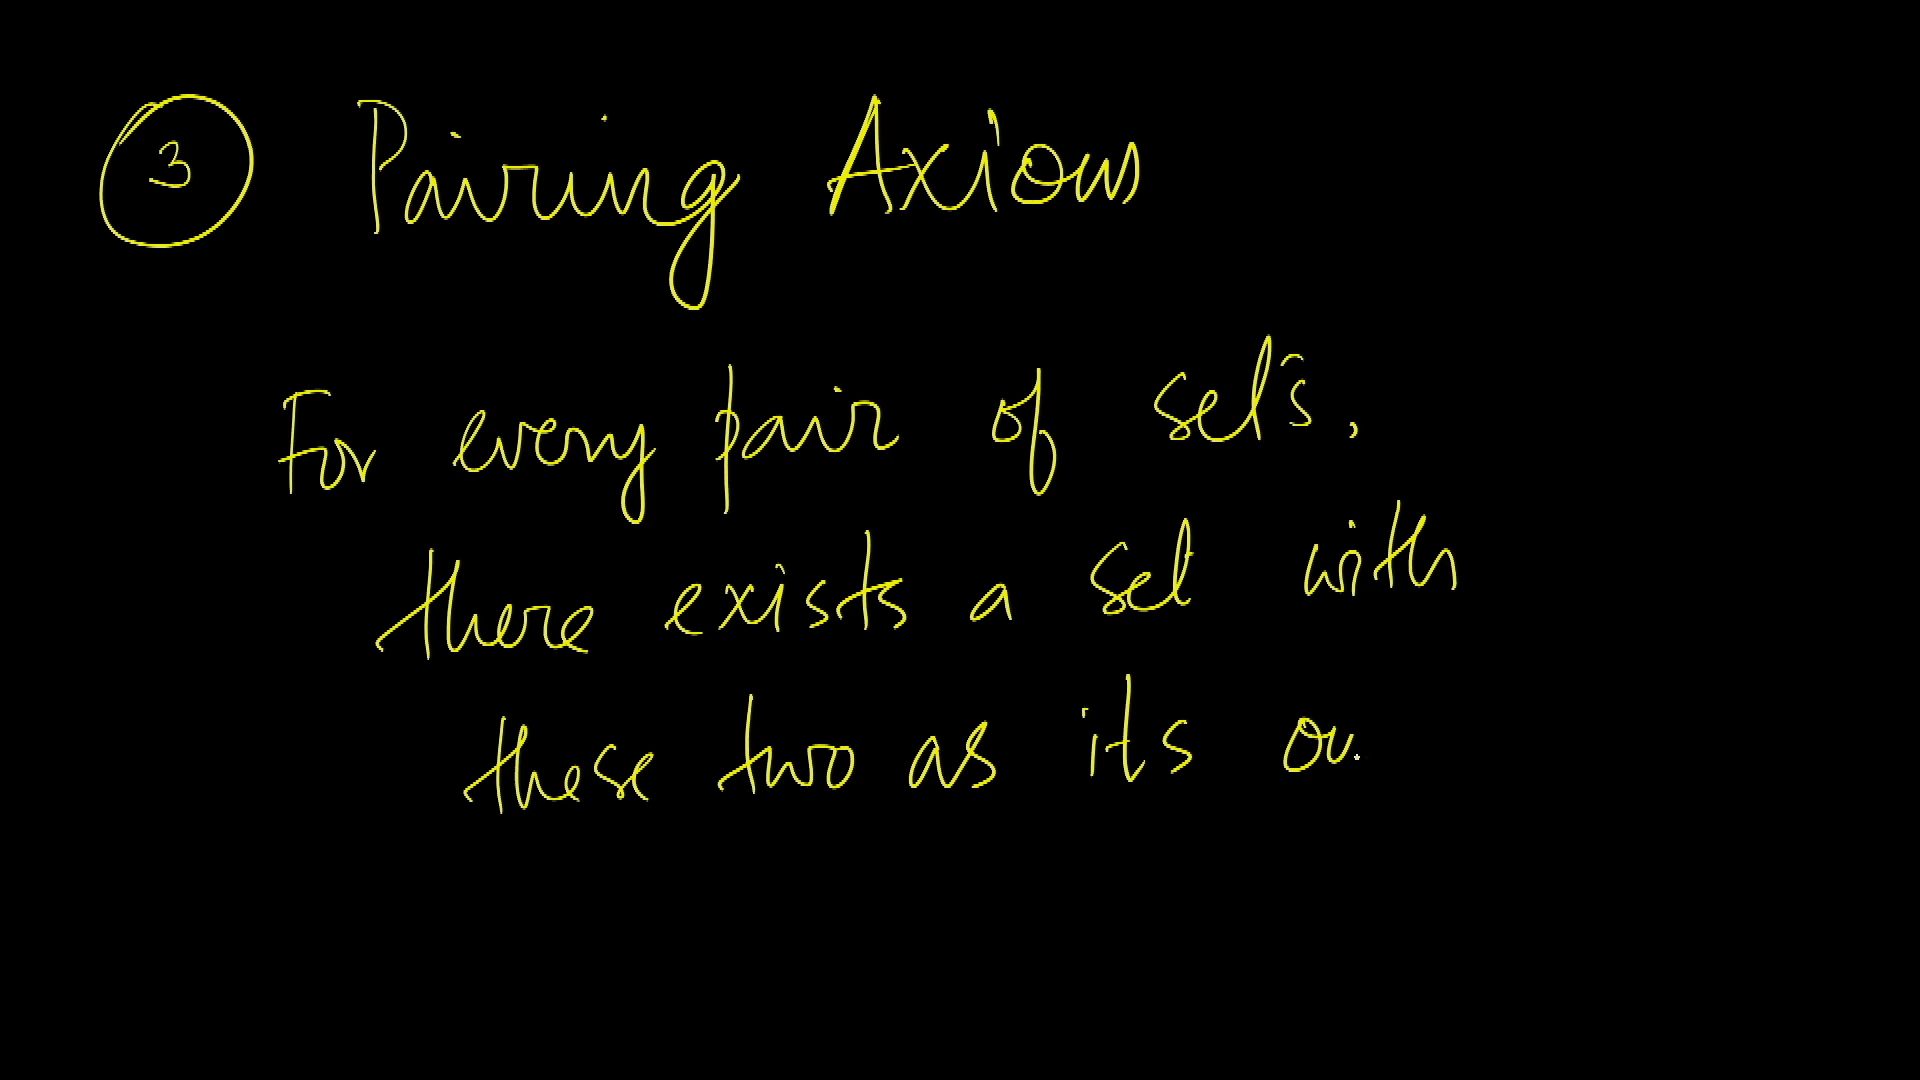 3 Pairing Axiom
For every pair of sets,
there exists a set with
these two as its